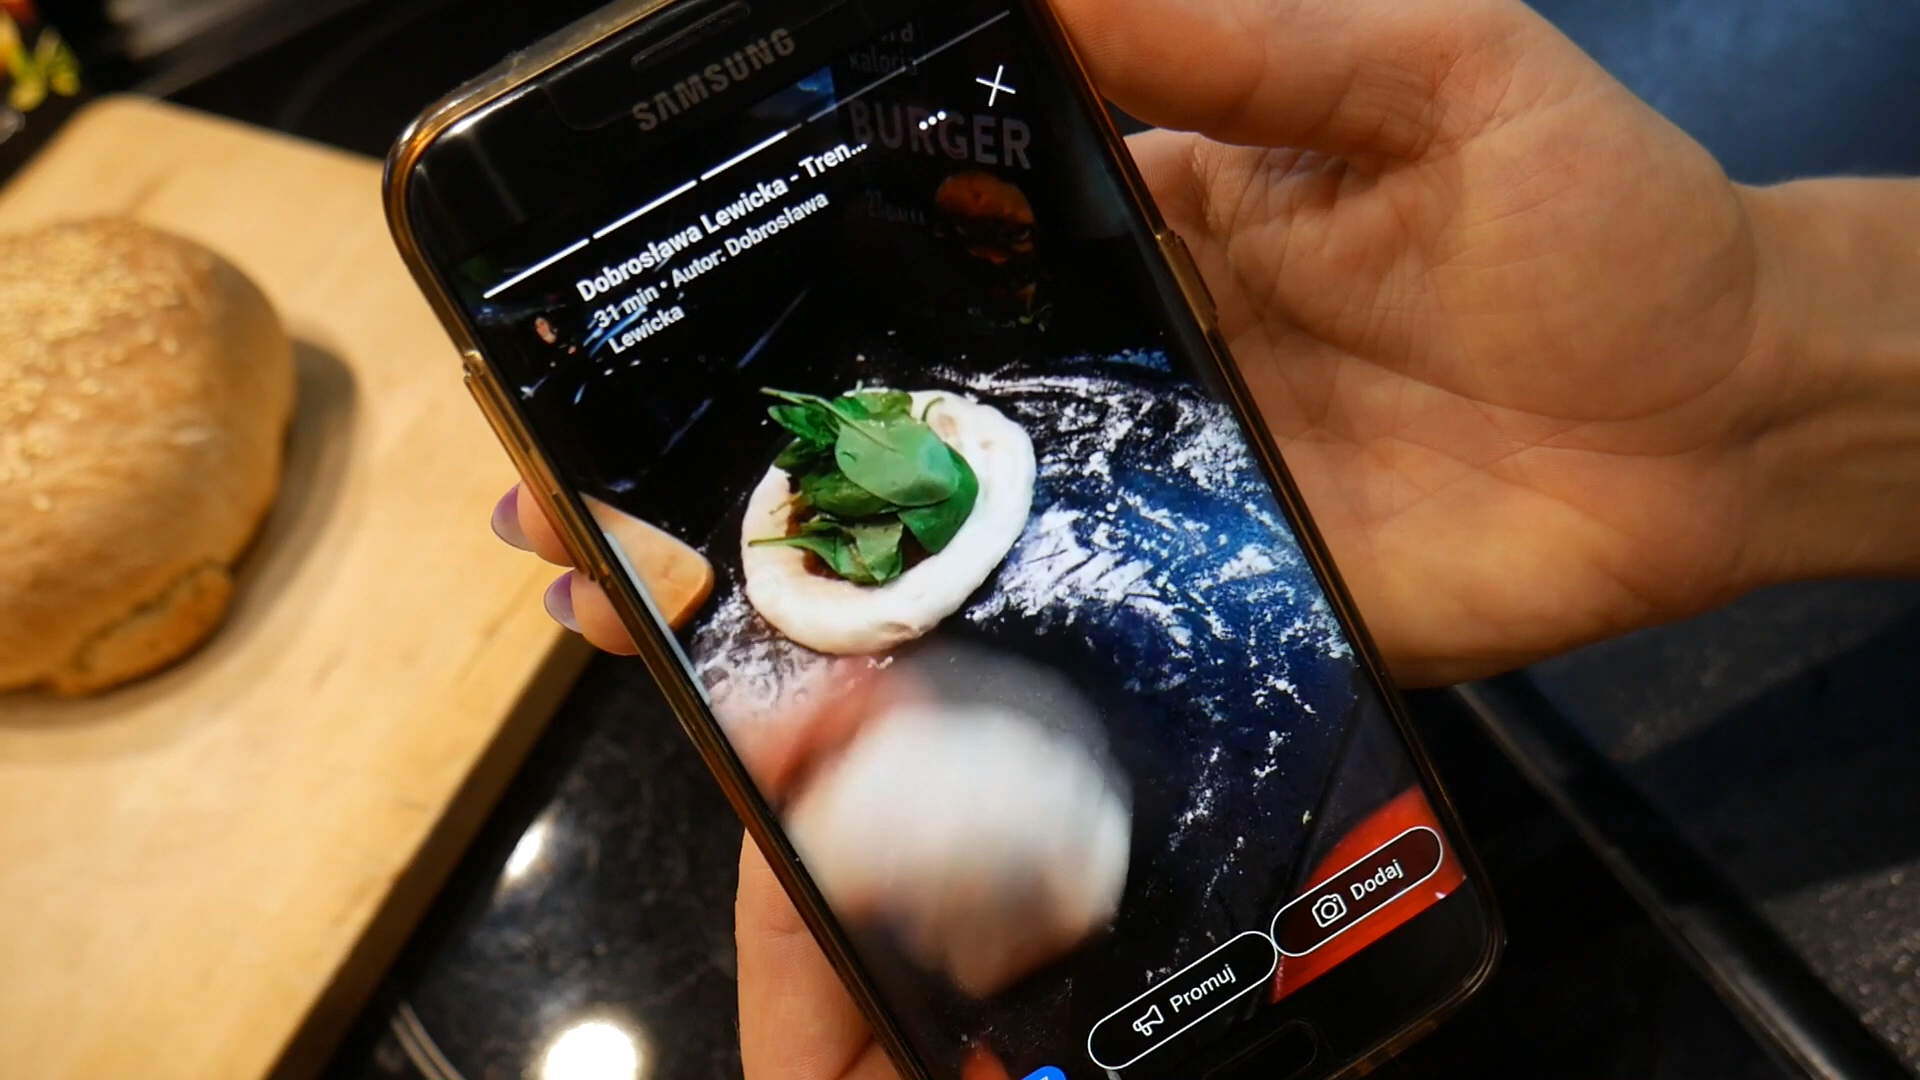 SAMSUNG
BURGER
Dobrosława Lewicka - Tren...
31 min • Autor: Dobrosława
Lewicka
Dodaj
Promuj